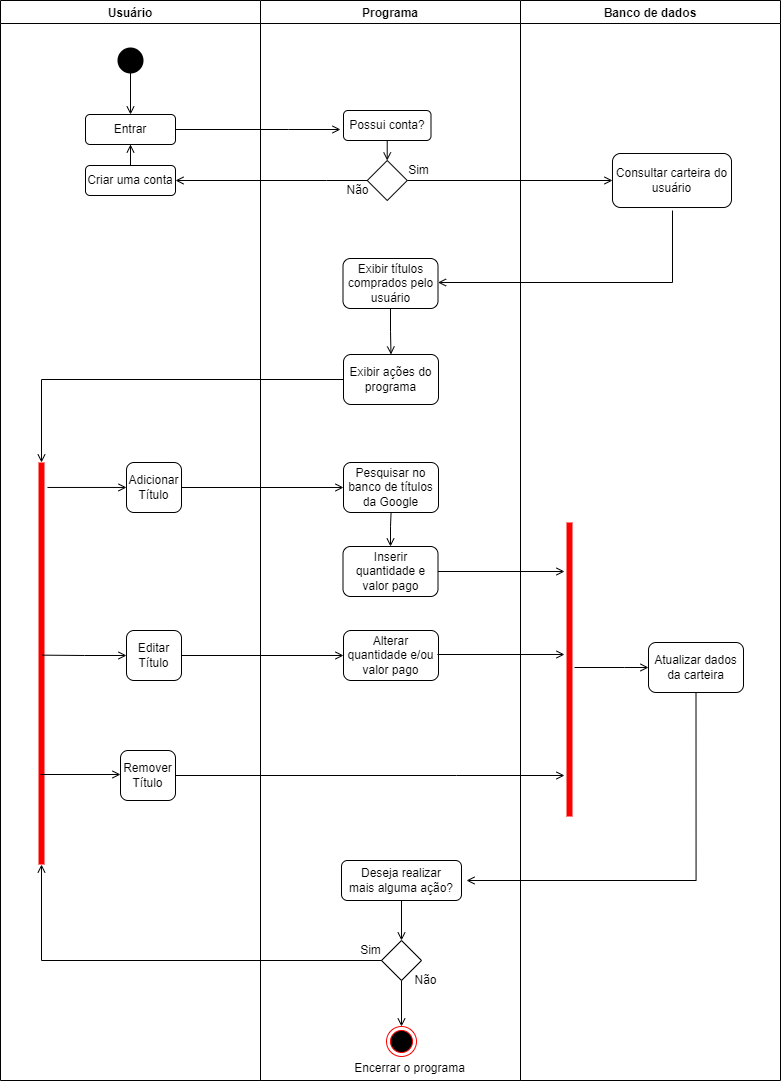 Usuário
Programa
Banco de dados
Entrar
Possui conta?
Criar uma conta
Não
Sim
Consultar carteira do
usuário
Exibir títulos
comprados pelo
usuário
Exibir ações do
programa
Adicionar
Título
Pesquisar no
banco de títulos
da Google
Inserir
quantidade e
valor pago
Editar
Título
Alterar
quantidade e/ou
valor pago
Atualizar dados
da carteira
Remover
Título
Deseja realizar
mais alguma ação?
Sim
Não
Encerrar o programa